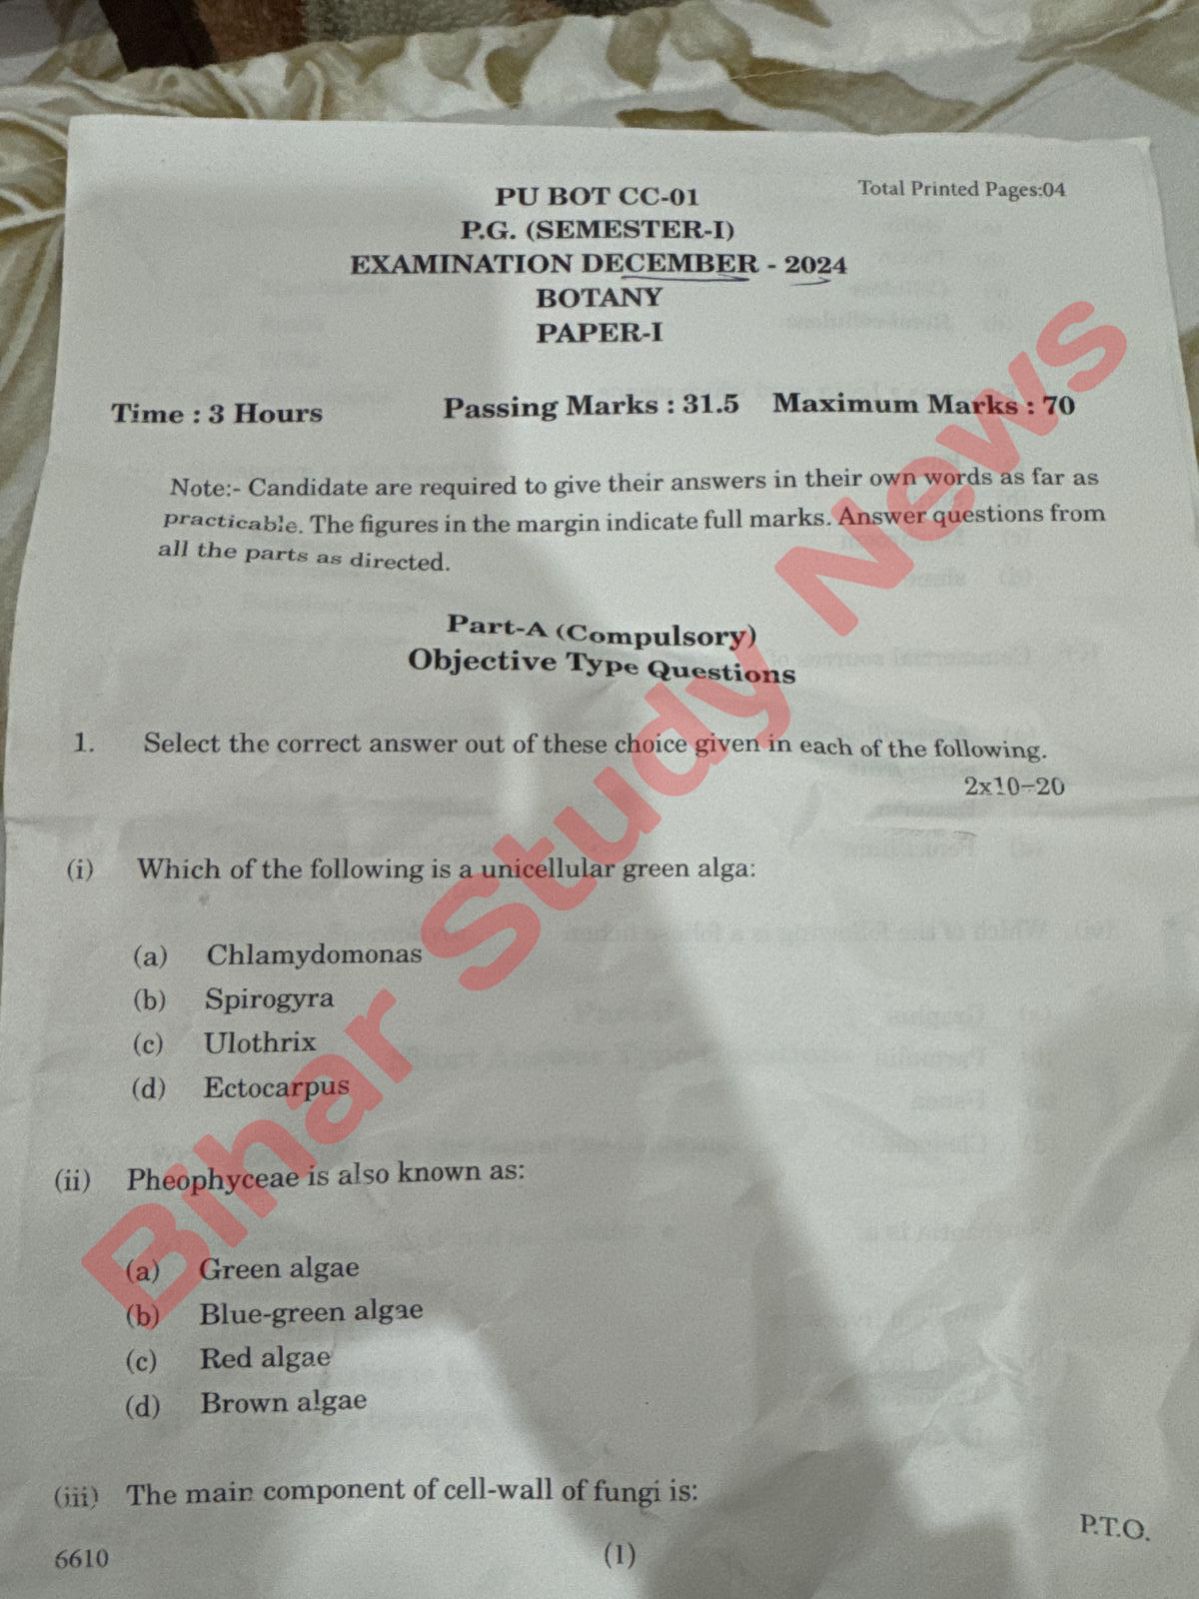 PU BOT CC-01
Total Printed Pages:04
P.G. (SEMESTER-I)
EXAMINATION DECEMBER - 2024
BOTANY
PAPER-I
Time : 3 Hours Passing Marks : 31.5 Maximum Marks : 70
Note:- Candidate are required to give their answers in their own words as far as
practicable. The figures in the margin indicate full marks. Answer questions from
all the parts as directed.
Part-A (Compulsory)
Objective Type Questions
1. Select the correct answer out of these choice given in each of the following.
2x10=20
(i) Which of the following is a unicellular green alga:
(a) Chlamydomonas
(b) Spirogyra
(c) Ulothrix
(d) Ectocarpus
(ii) Pheophyceae is also known as:
(a) Green algae
(b) Blue-green algae
(c) Red algae
(d) Brown algae
(iii) The main component of cell-wall of fungi is:
P.T.O.
6610 (1)
Bihar Study News